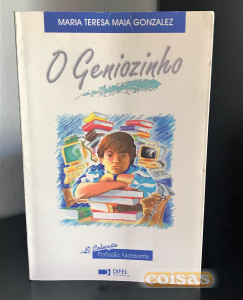 MARIA TERESA MAIA GONZALEZ
O Geniozinho
Colecção
Profissão: Adolescente
DIFEL
coisas